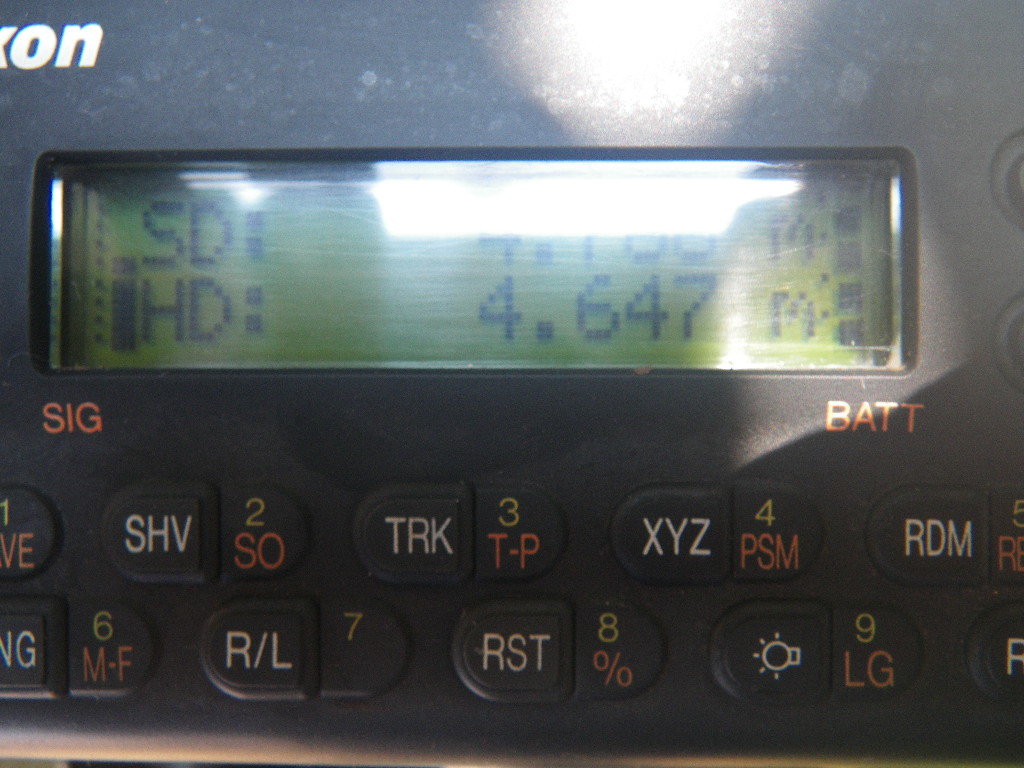 kon
SD: M
HD: 4.647 M
SIG BATT
1 SHV 2 TRK 3 XYZ 4 RDM 5
VE SO T-P PSM RE
NG 6 R/L 7 RST 8 9 R
M-F % LG